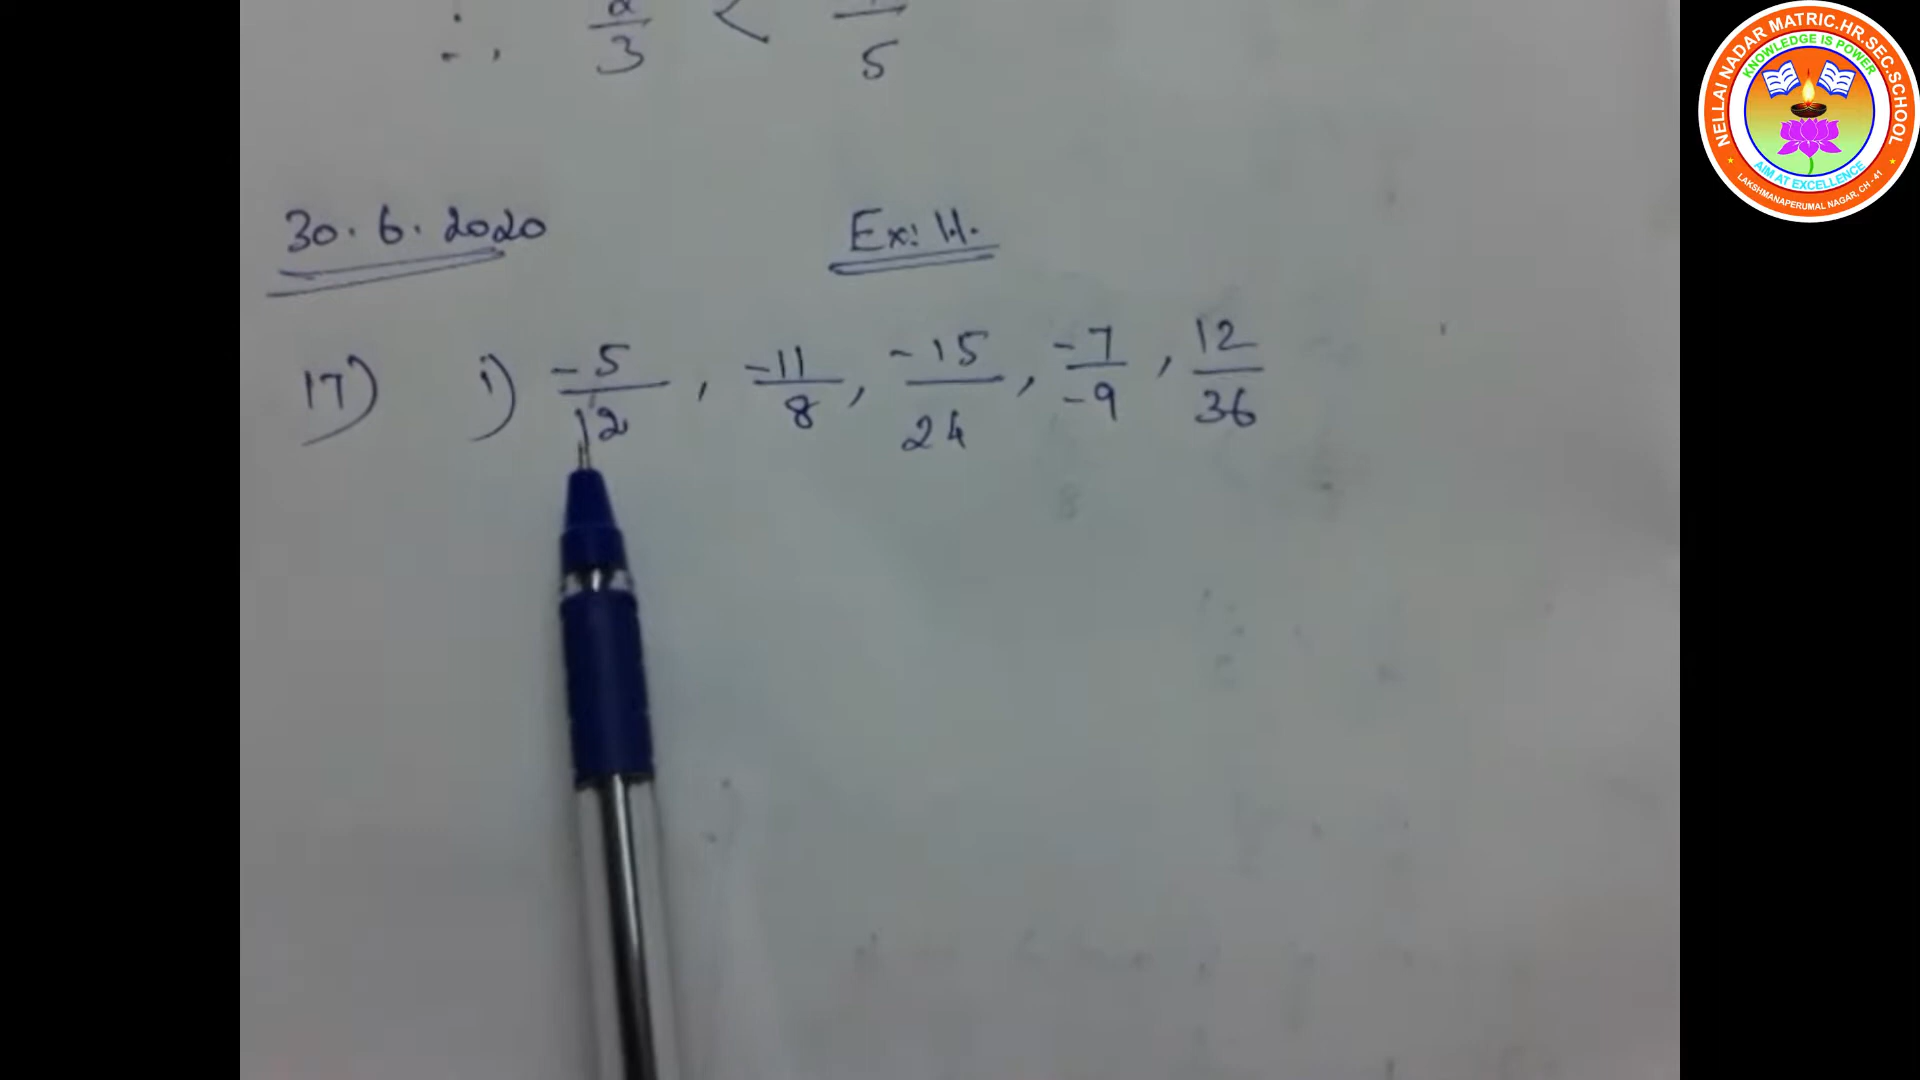 ∴ 2/3 < /5
30.6.2020 Ex: 1.1.
17) i) -5/12, -11/8, -15/24, -7/-9, 12/36
NELLAI NADAR MATRIC.HR.SEC.SCHOOL
KNOWLEDGE IS POWER
AIM AT EXCELLENCE
LAKSHMANAPERUMAL NAGAR, CH - 41